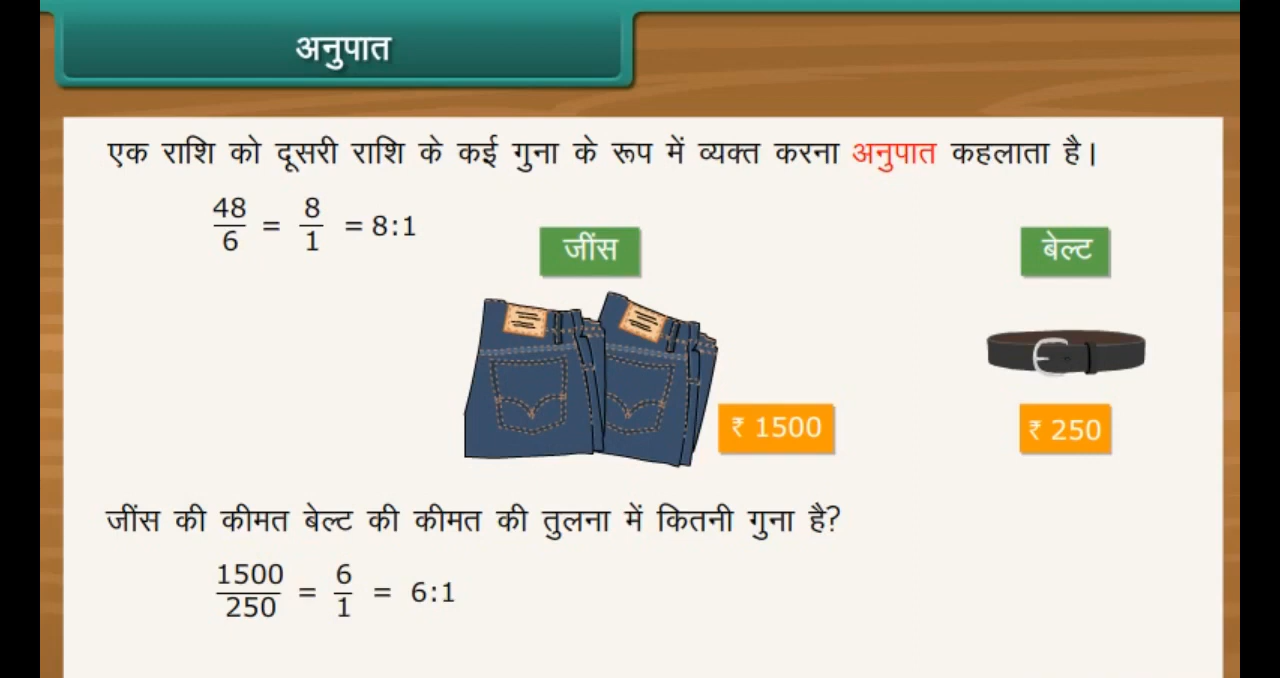 अनुपात
एक राशि को दूसरी राशि के कई गुना के रूप में व्यक्त करना अनुपात कहलाता है।
48/6 = 8/1 = 8:1
जींस
बेल्ट
₹ 1500
₹ 250
जींस की कीमत बेल्ट की कीमत की तुलना में कितनी गुना है?
1500/250 = 6/1 = 6:1